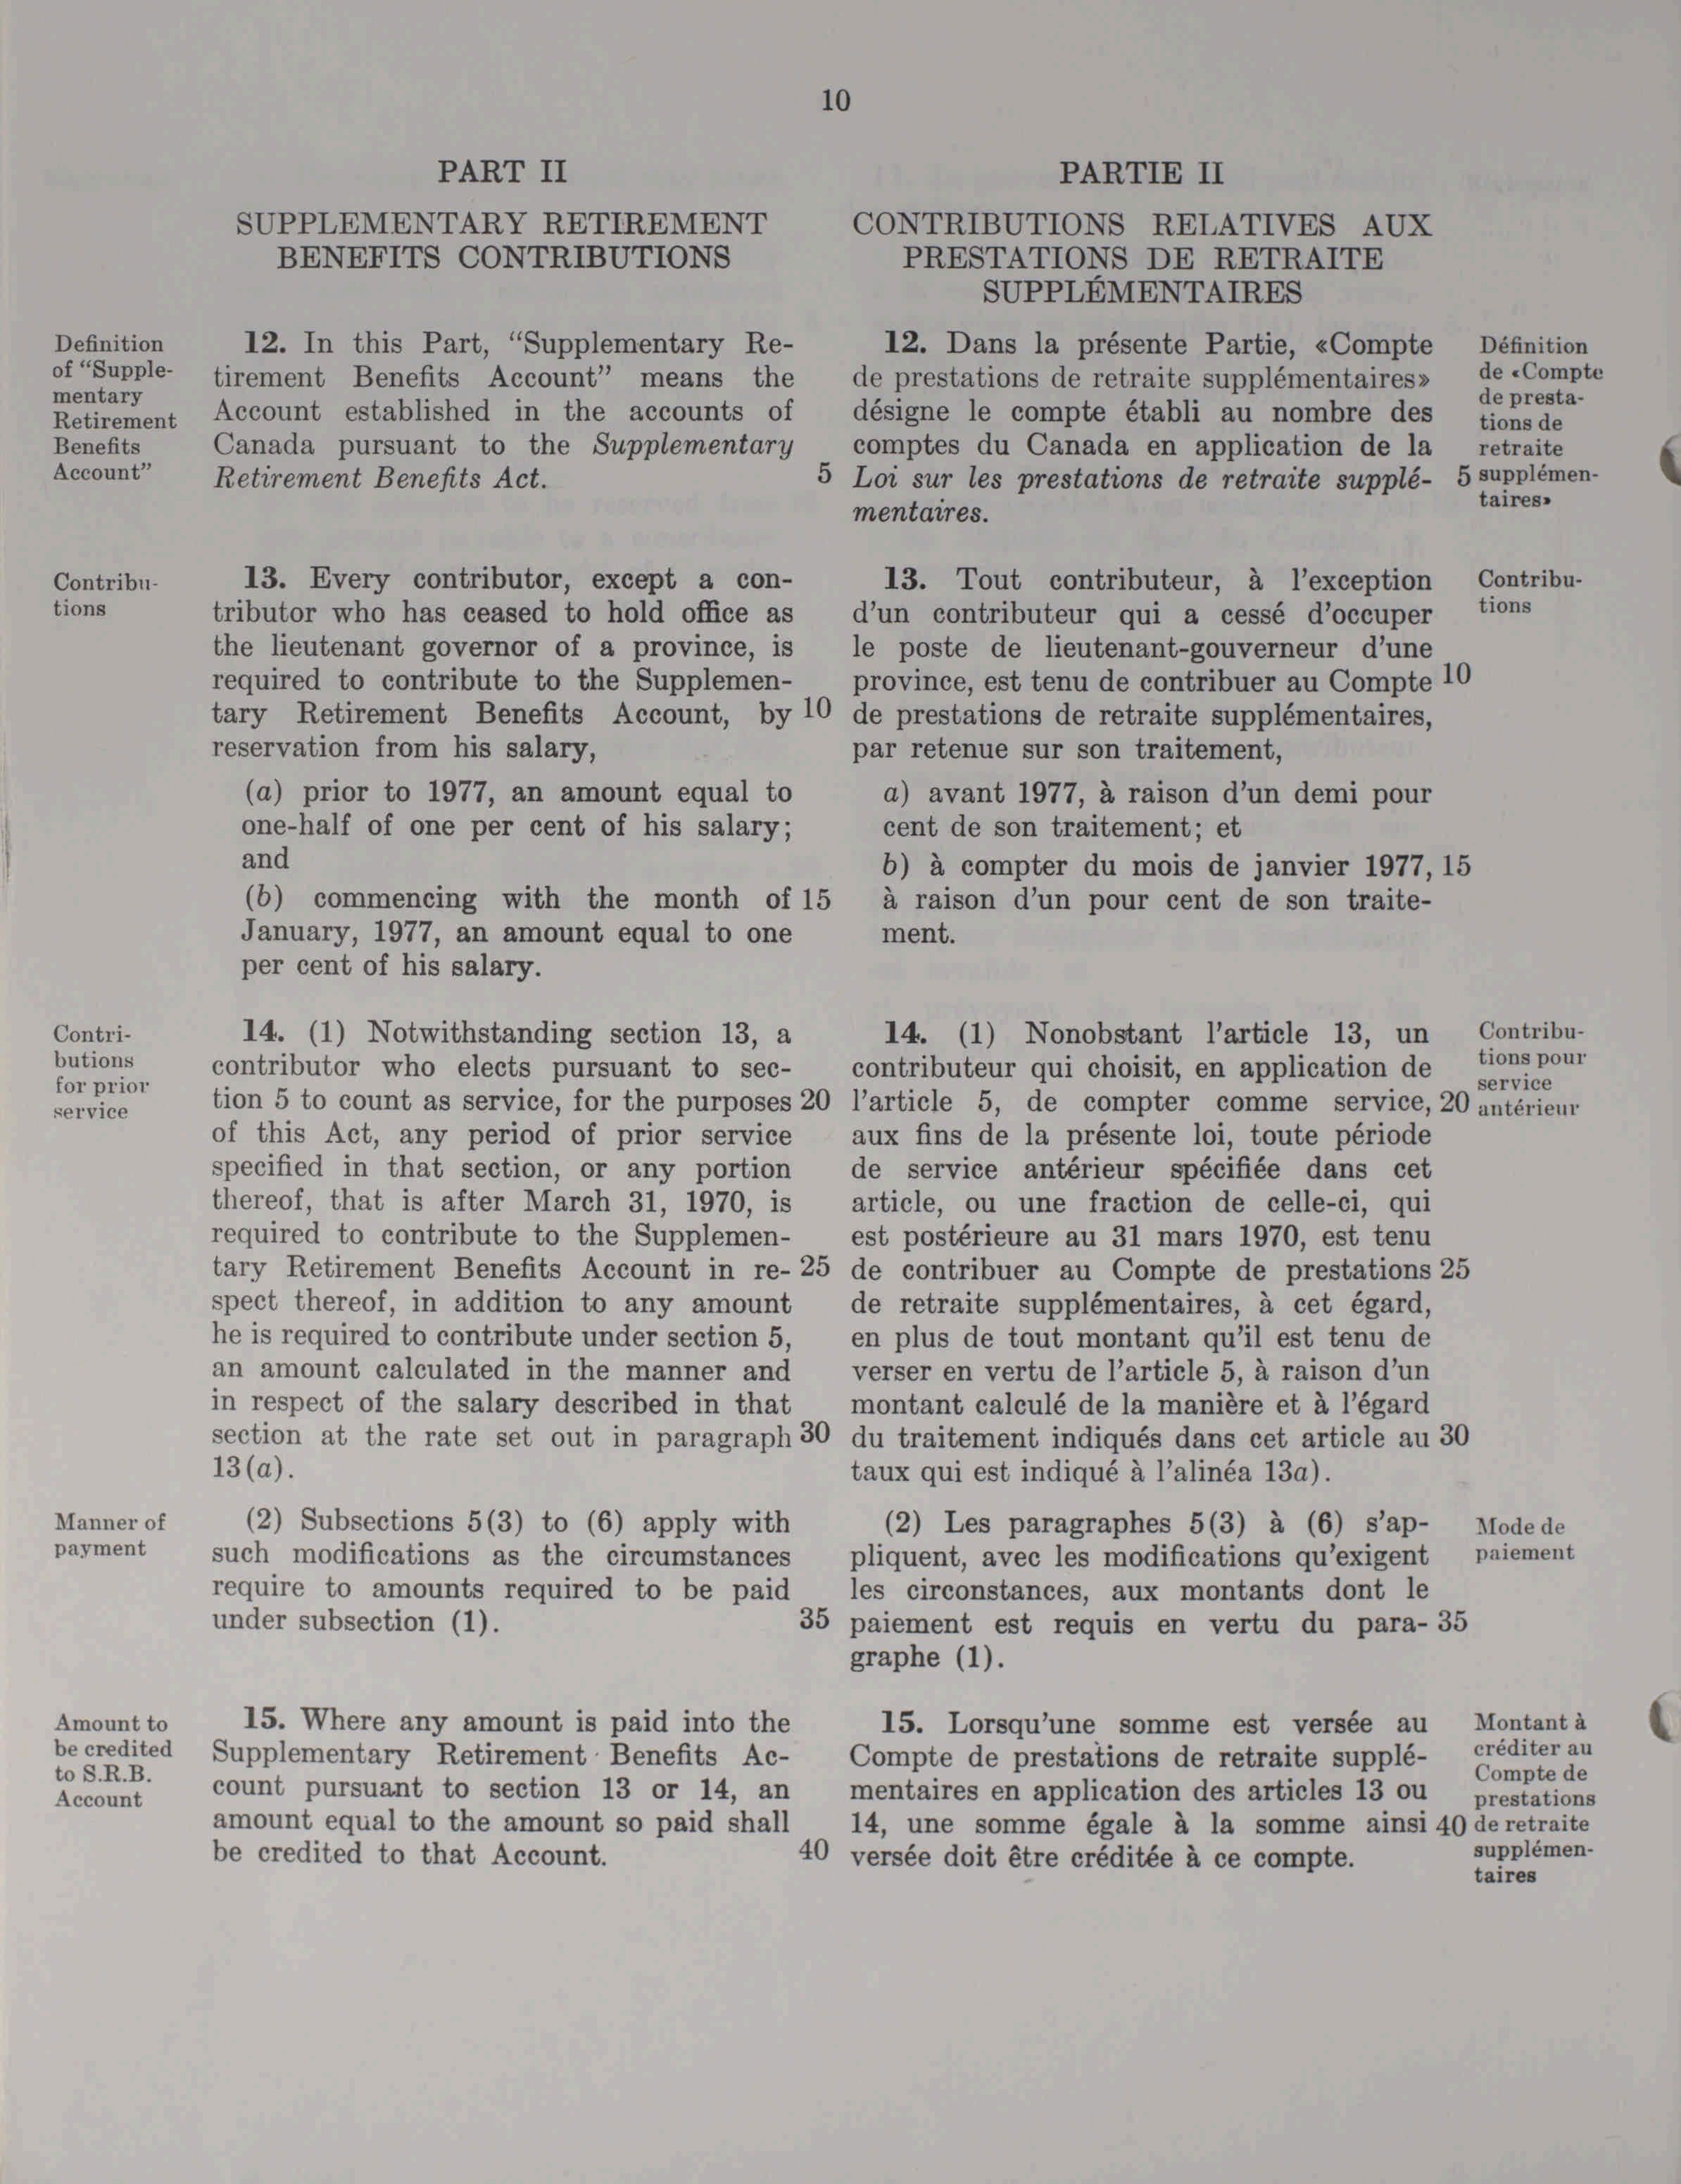 10
PART II
SUPPLEMENTARY RETIREMENT
BENEFITS CONTRIBUTIONS
Definition
of “Supple-
mentary
Retirement
Benefits
Account”
12. In this Part, “Supplementary Re-
tirement Benefits Account” means the
Account established in the accounts of
Canada pursuant to the Supplementary
Retirement Benefits Act. 5
Contribu-
tions
13. Every contributor, except a con-
tributor who has ceased to hold office as
the lieutenant governor of a province, is
required to contribute to the Supplemen-
tary Retirement Benefits Account, by 10
reservation from his salary,
(a) prior to 1977, an amount equal to
one-half of one per cent of his salary;
and
(b) commencing with the month of 15
January, 1977, an amount equal to one
per cent of his salary.
Contri-
butions
for prior
service
14. (1) Notwithstanding section 13, a
contributor who elects pursuant to sec-
tion 5 to count as service, for the purposes 20
of this Act, any period of prior service
specified in that section, or any portion
thereof, that is after March 31, 1970, is
required to contribute to the Supplemen-
tary Retirement Benefits Account in re- 25
spect thereof, in addition to any amount
he is required to contribute under section 5,
an amount calculated in the manner and
in respect of the salary described in that
section at the rate set out in paragraph 30
13(a).
Manner of
payment
(2) Subsections 5(3) to (6) apply with
such modifications as the circumstances
require to amounts required to be paid
under subsection (1). 35
Amount to
be credited
to S.R.B.
Account
15. Where any amount is paid into the
Supplementary Retirement Benefits Ac-
count pursuant to section 13 or 14, an
amount equal to the amount so paid shall
be credited to that Account. 40
PARTIE II
CONTRIBUTIONS RELATIVES AUX
PRESTATIONS DE RETRAITE
SUPPLÉMENTAIRES
12. Dans la présente Partie, «Compte
de prestations de retraite supplémentaires»
désigne le compte établi au nombre des
comptes du Canada en application de la
Loi sur les prestations de retraite supplé- 5
mentaires.
Définition
de «Compte
de presta-
tions de
retraite
supplémen-
taires»
13. Tout contributeur, à l’exception
d’un contributeur qui a cessé d’occuper
le poste de lieutenant-gouverneur d’une
province, est tenu de contribuer au Compte 10
de prestations de retraite supplémentaires,
par retenue sur son traitement,
a) avant 1977, à raison d’un demi pour
cent de son traitement; et
b) à compter du mois de janvier 1977, 15
à raison d’un pour cent de son traite-
ment.
Contribu-
tions
14. (1) Nonobstant l’article 13, un
contributeur qui choisit, en application de
l’article 5, de compter comme service, 20
aux fins de la présente loi, toute période
de service antérieur spécifiée dans cet
article, ou une fraction de celle-ci, qui
est postérieure au 31 mars 1970, est tenu
de contribuer au Compte de prestations 25
de retraite supplémentaires, à cet égard,
en plus de tout montant qu’il est tenu de
verser en vertu de l’article 5, à raison d’un
montant calculé de la manière et à l’égard
du traitement indiqués dans cet article au 30
taux qui est indiqué à l’alinéa 13a).
Contribu-
tions pour
service
antérieur
(2) Les paragraphes 5(3) à (6) s’ap-
pliquent, avec les modifications qu’exigent
les circonstances, aux montants dont le
paiement est requis en vertu du para- 35
graphe (1).
Mode de
paiement
15. Lorsqu’une somme est versée au
Compte de prestations de retraite supplé-
mentaires en application des articles 13 ou
14, une somme égale à la somme ainsi 40
versée doit être créditée à ce compte.
Montant à
créditer au
Compte de
prestations
de retraite
supplémen-
taires